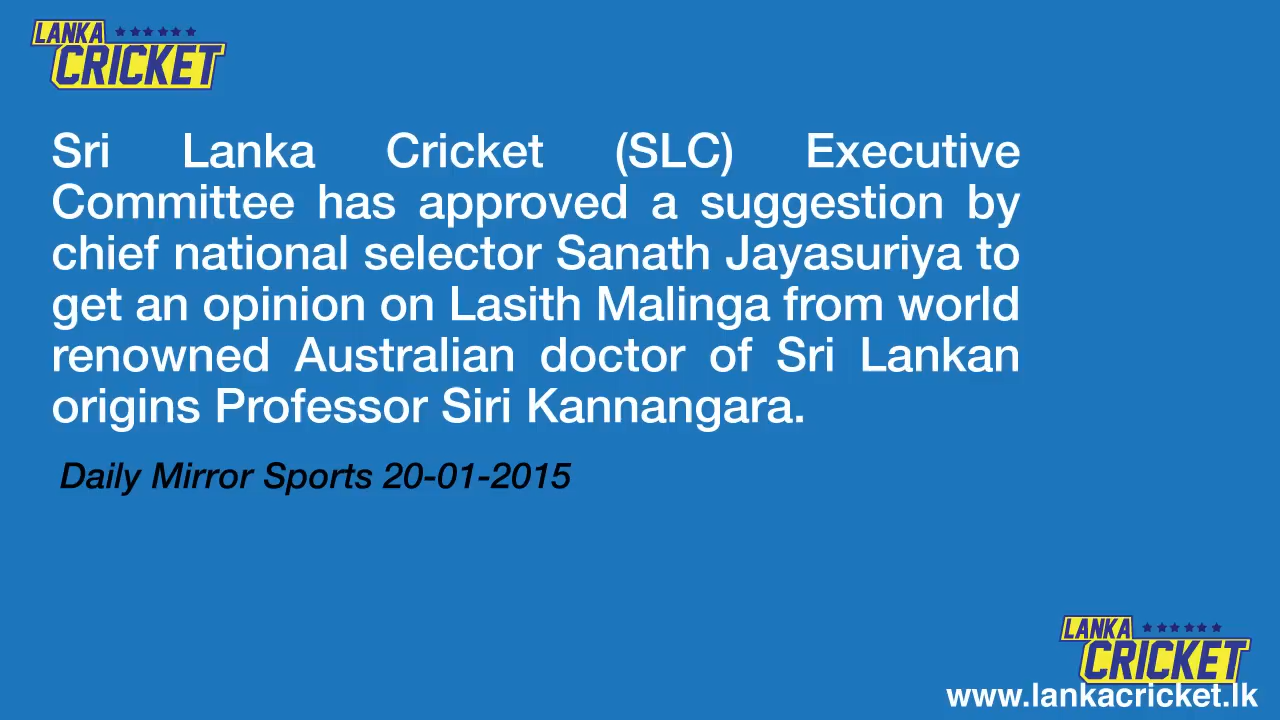 LANKA
CRICKET
Sri Lanka Cricket (SLC) Executive
Committee has approved a suggestion by
chief national selector Sanath Jayasuriya to
get an opinion on Lasith Malinga from world
renowned Australian doctor of Sri Lankan
origins Professor Siri Kannangara.
Daily Mirror Sports 20-01-2015
LANKA
CRICKET
www.lankacricket.lk